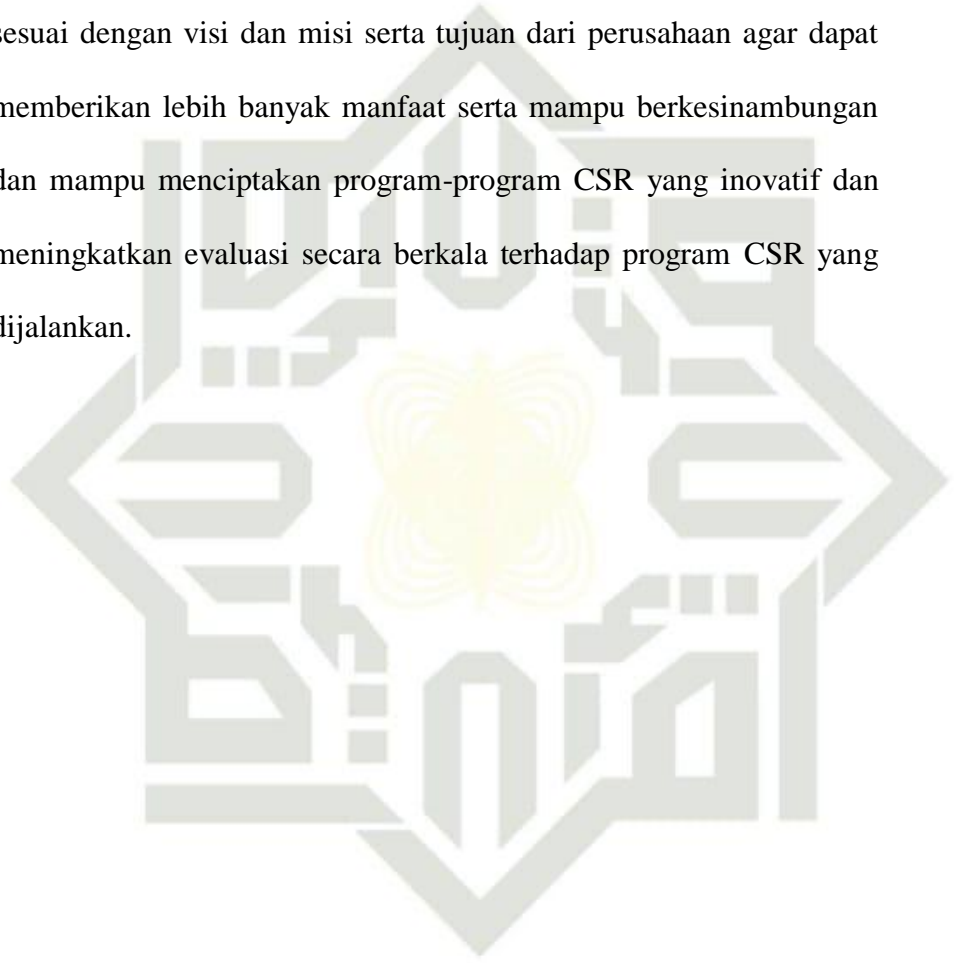 sesuai dengan visi dan misi serta tujuan dari perusahaan agar dapat
memberikan lebih banyak manfaat serta mampu berkesinambungan
dan mampu menciptakan program-program CSR yang inovatif dan
meningkatkan evaluasi secara berkala terhadap program CSR yang
dijalankan.